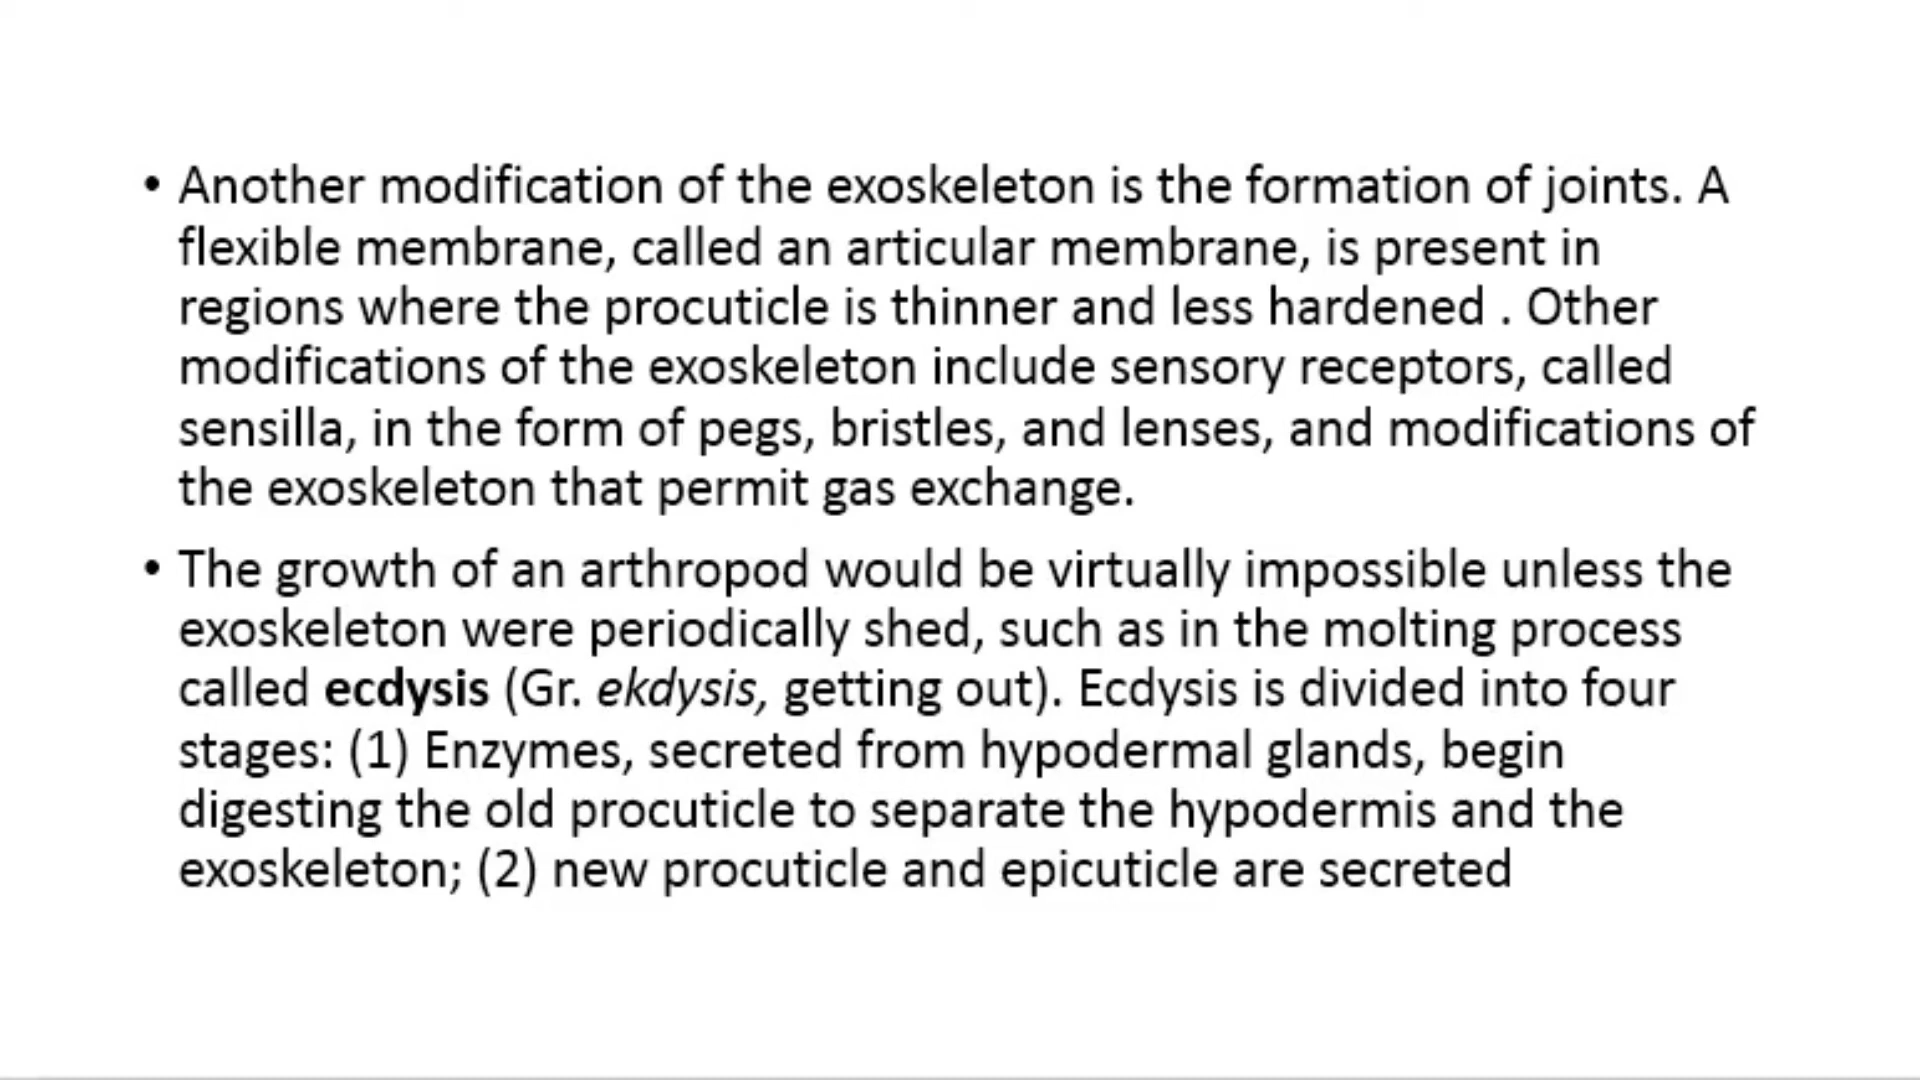 • Another modification of the exoskeleton is the formation of joints. A
flexible membrane, called an articular membrane, is present in
regions where the procuticle is thinner and less hardened . Other
modifications of the exoskeleton include sensory receptors, called
sensilla, in the form of pegs, bristles, and lenses, and modifications of
the exoskeleton that permit gas exchange.
• The growth of an arthropod would be virtually impossible unless the
exoskeleton were periodically shed, such as in the molting process
called ecdysis (Gr. ekdysis, getting out). Ecdysis is divided into four
stages: (1) Enzymes, secreted from hypodermal glands, begin
digesting the old procuticle to separate the hypodermis and the
exoskeleton; (2) new procuticle and epicuticle are secreted